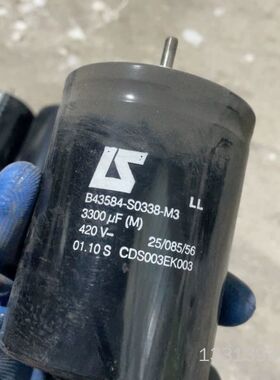 B43584-S0338-M3 LL
3300 µF (M)
420 V– 25/085/56
01.10 S CDS003EK003